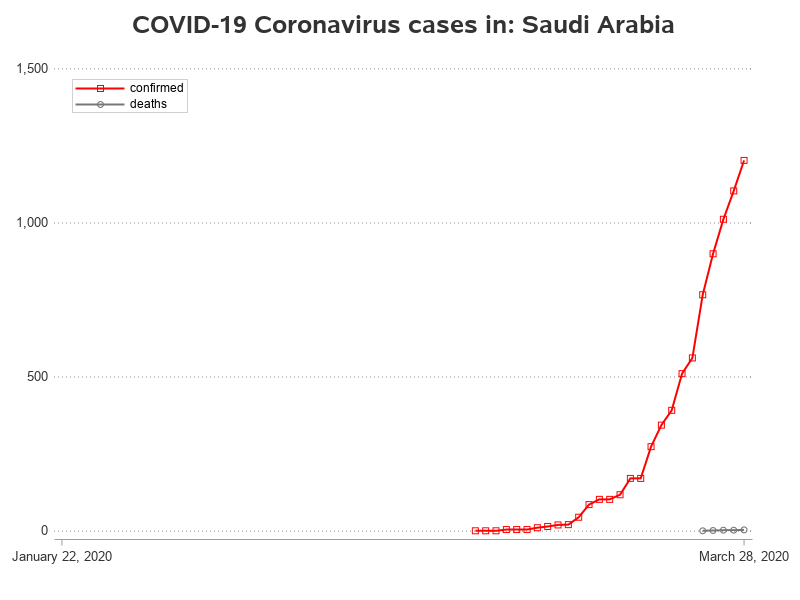 COVID-19 Coronavirus cases in: Saudi Arabia
1,500
confirmed
deaths
1,000
500
0
January 22, 2020
March 28, 2020